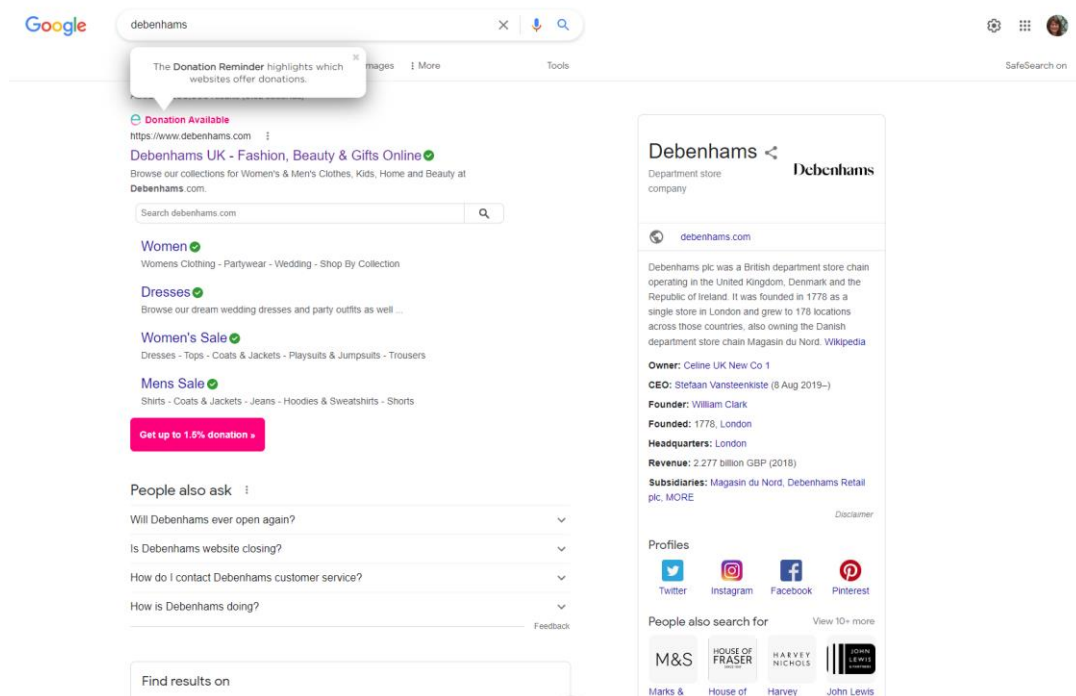 Google
debenhams
The Donation Reminder highlights which
websites offer donations.
More
Tools
SafeSearch on
Donation Available
https://www.debenhams.com
Debenhams UK - Fashion, Beauty & Gifts Online
Browse our collections for Women's & Men's Clothes, Kids, Home and Beauty at
Debenhams.com.
Search debenhams.com
Women
Womens Clothing - Partywear - Wedding - Shop By Collection
Dresses
Browse our dream wedding dresses and party outfits as well ...
Women's Sale
Dresses - Tops - Coats & Jackets - Playsuits & Jumpsuits - Trousers
Mens Sale
Shirts - Coats & Jackets - Jeans - Hoodies & Sweatshirts - Shorts
Get up to 1.5% donation »
People also ask
Will Debenhams ever open again?
Is Debenhams website closing?
How do I contact Debenhams customer service?
How is Debenhams doing?
Feedback
Find results on
Debenhams
Department store
company
Debenhams
debenhams.com
Debenhams plc was a British department store chain
operating in the United Kingdom, Denmark and the
Republic of Ireland. It was founded in 1778 as a
single store in London and grew to 178 locations
across those countries, also owning the Danish
department store chain Magasin du Nord. Wikipedia
Owner: Celine UK New Co 1
CEO: Stefaan Vansteenkiste (8 Aug 2019–)
Founder: William Clark
Founded: 1778, London
Headquarters: London
Revenue: 2.277 billion GBP (2018)
Subsidiaries: Magasin du Nord, Debenhams Retail
plc, MORE
Disclaimer
Profiles
Twitter
Instagram
Facebook
Pinterest
People also search for
View 10+ more
M&S
HOUSE OF
FRASER
HARVEY
NICHOLS
JOHN
LEWIS
Marks &
House of
Harvey
John Lewis